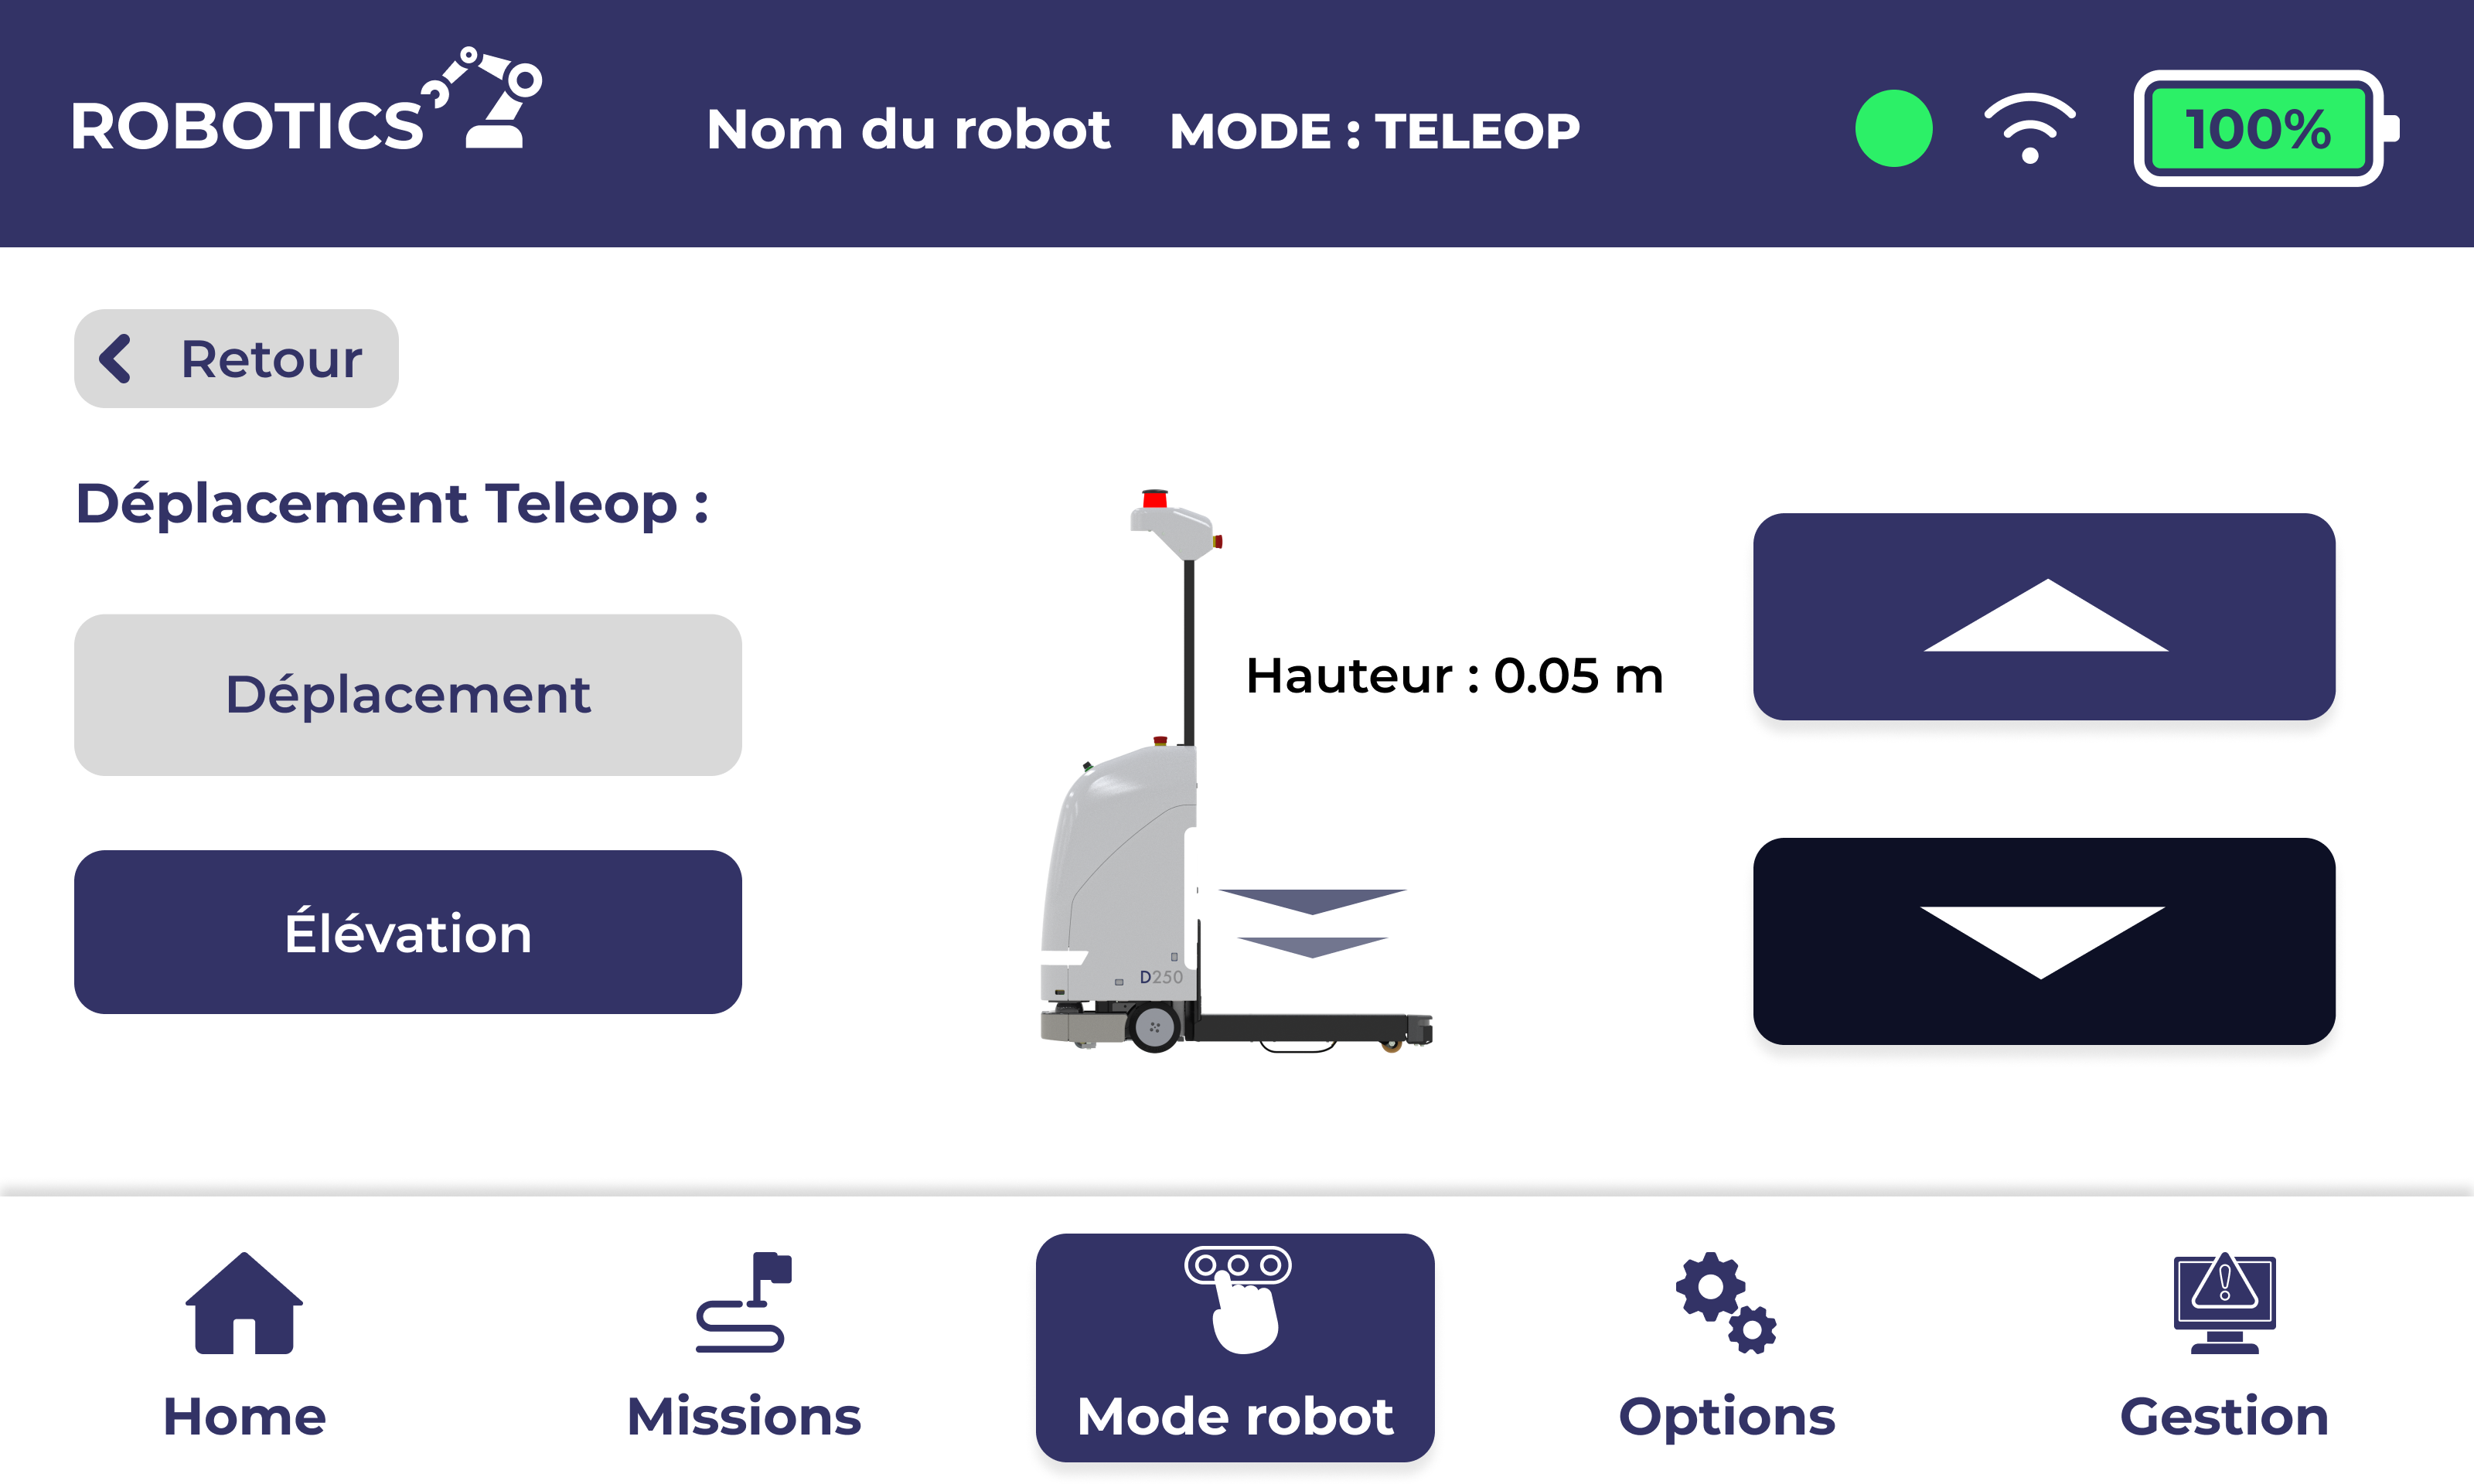 ROBOTICS
Nom du robot MODE : TELEOP
100%
Retour
Déplacement Teleop :
Déplacement
Élévation
Hauteur : 0.05 m
D250
Home
Missions
Mode robot
Options
Gestion